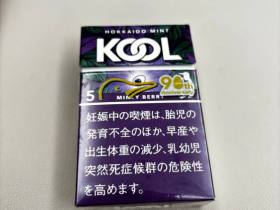 HOKKAIDO MINT
KOOL
90th
5 MINTY BERRY
妊娠中の喫煙は、胎児の
発育不全のほか、早産や
出生体重の減少、乳幼児
突然死症候群の危険性
を高めます。